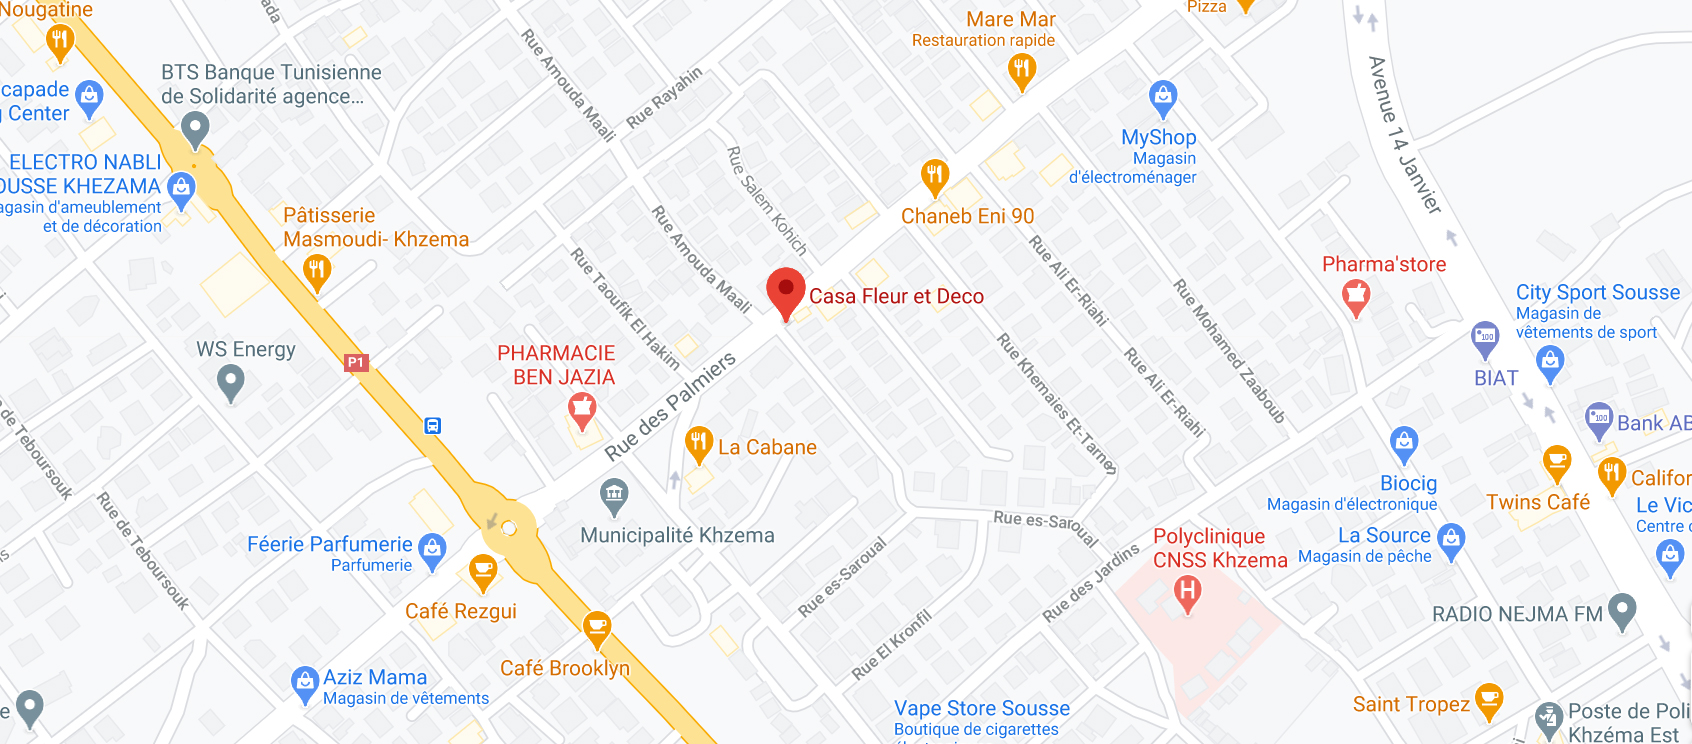 Nougatine
BTS Banque Tunisienne
de Solidarité agence...
capade
Center
ELECTRO NABLI
OUSSE KHEZAMA
agasin d'ameublement
et de décoration
Pâtisserie
Masmoudi- Khzema
WS Energy
P1
Rue de Teboursouk
de Teboursouk
Rue Amouda Maali
Rue Rayahin
Rue Salem Kohich
Rue Amouda Maali
Rue Taoufik El Hakim
Mare Mar
Restauration rapide
Pizza
MyShop
Magasin
d'électroménager
Chaneb Eni 90
Avenue 14 Janvier
Casa Fleur et Deco
PHARMACIE
BEN JAZIA
Rue des Palmiers
La Cabane
Municipalité Khzema
Rue Ali Er-Riahi
Rue Ali Er-Riahi
Rue Mohamed Zaaboub
Rue Khemaies Et-Tarnen
Pharma'store
City Sport Sousse
Magasin de
vêtements de sport
BIAT
Bank AB
Biocig
Magasin d'électronique
Twins Café
Califor
Le Vic
Centre c
La Source
Magasin de pêche
Polyclinique
CNSS Khzema
H
Rue es-Saroual
Rue es-Saroual
Rue des Jardins
Rue El Kronfil
Féerie Parfumerie
Parfumerie
Café Rezgui
Café Brooklyn
Aziz Mama
Magasin de vêtements
Vape Store Sousse
Boutique de cigarettes
RADIO NEJMA FM
Saint Tropez
Poste de Poli
Khzéma Est